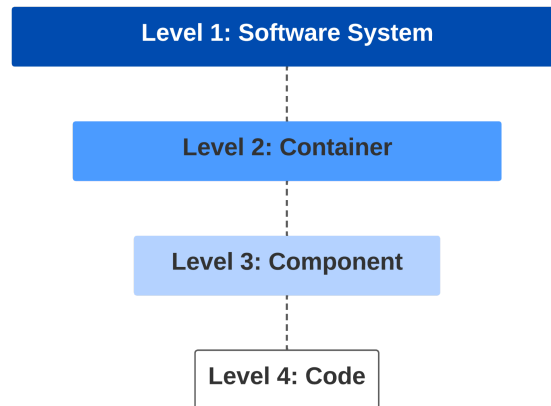 Level 1: Software System
Level 2: Container
Level 3: Component
Level 4: Code